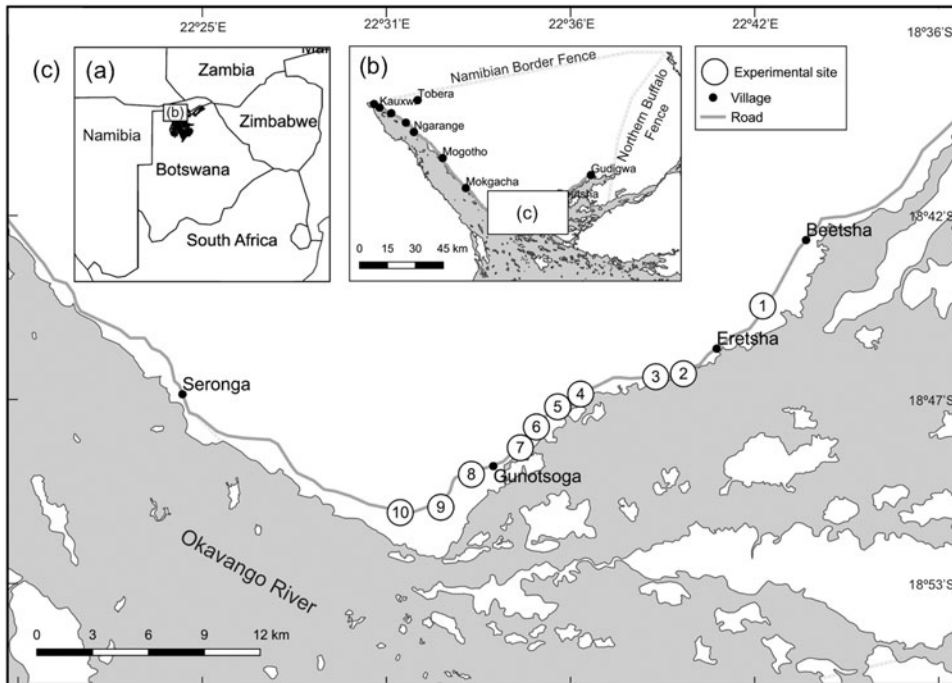 22°25'E
22°31'E
22°36'E
22°42'E
18°36'S
(c)
(a)
Zambia
(b)
Namibia
Zimbabwe
Botswana
South Africa
(b)
Namibian Border Fence
Tobera
Kauxw
Ngarange
Mogotho
Mokgacha
Northern Buffalo
Fence
Gudigwa
(c)
0 15 30 45 km
Experimental site
Village
Road
18°42'S
Beetsha
1
Eretsha
Seronga
3
2
18°47'S
4
5
6
7
8
Gunotsoga
9
10
Okavango River
18°53'S
0 3 6 9 12 km